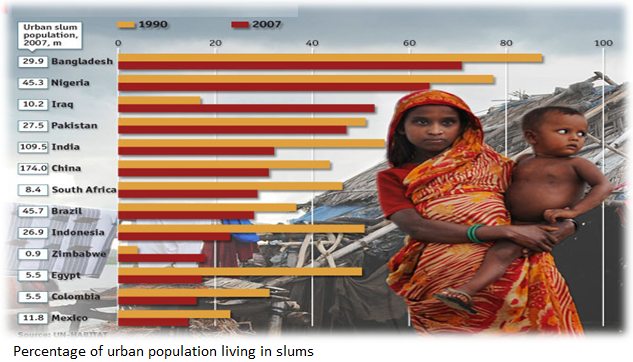 Urban slum
population,
2007, m
1990 2007
0 20 40 60 80 100
29.9 Bangladesh
45.3 Nigeria
10.2 Iraq
27.5 Pakistan
109.5 India
174.0 China
8.4 South Africa
45.7 Brazil
26.9 Indonesia
0.9 Zimbabwe
5.5 Egypt
5.5 Colombia
11.8 Mexico
Source: UN-HABITAT
Percentage of urban population living in slums